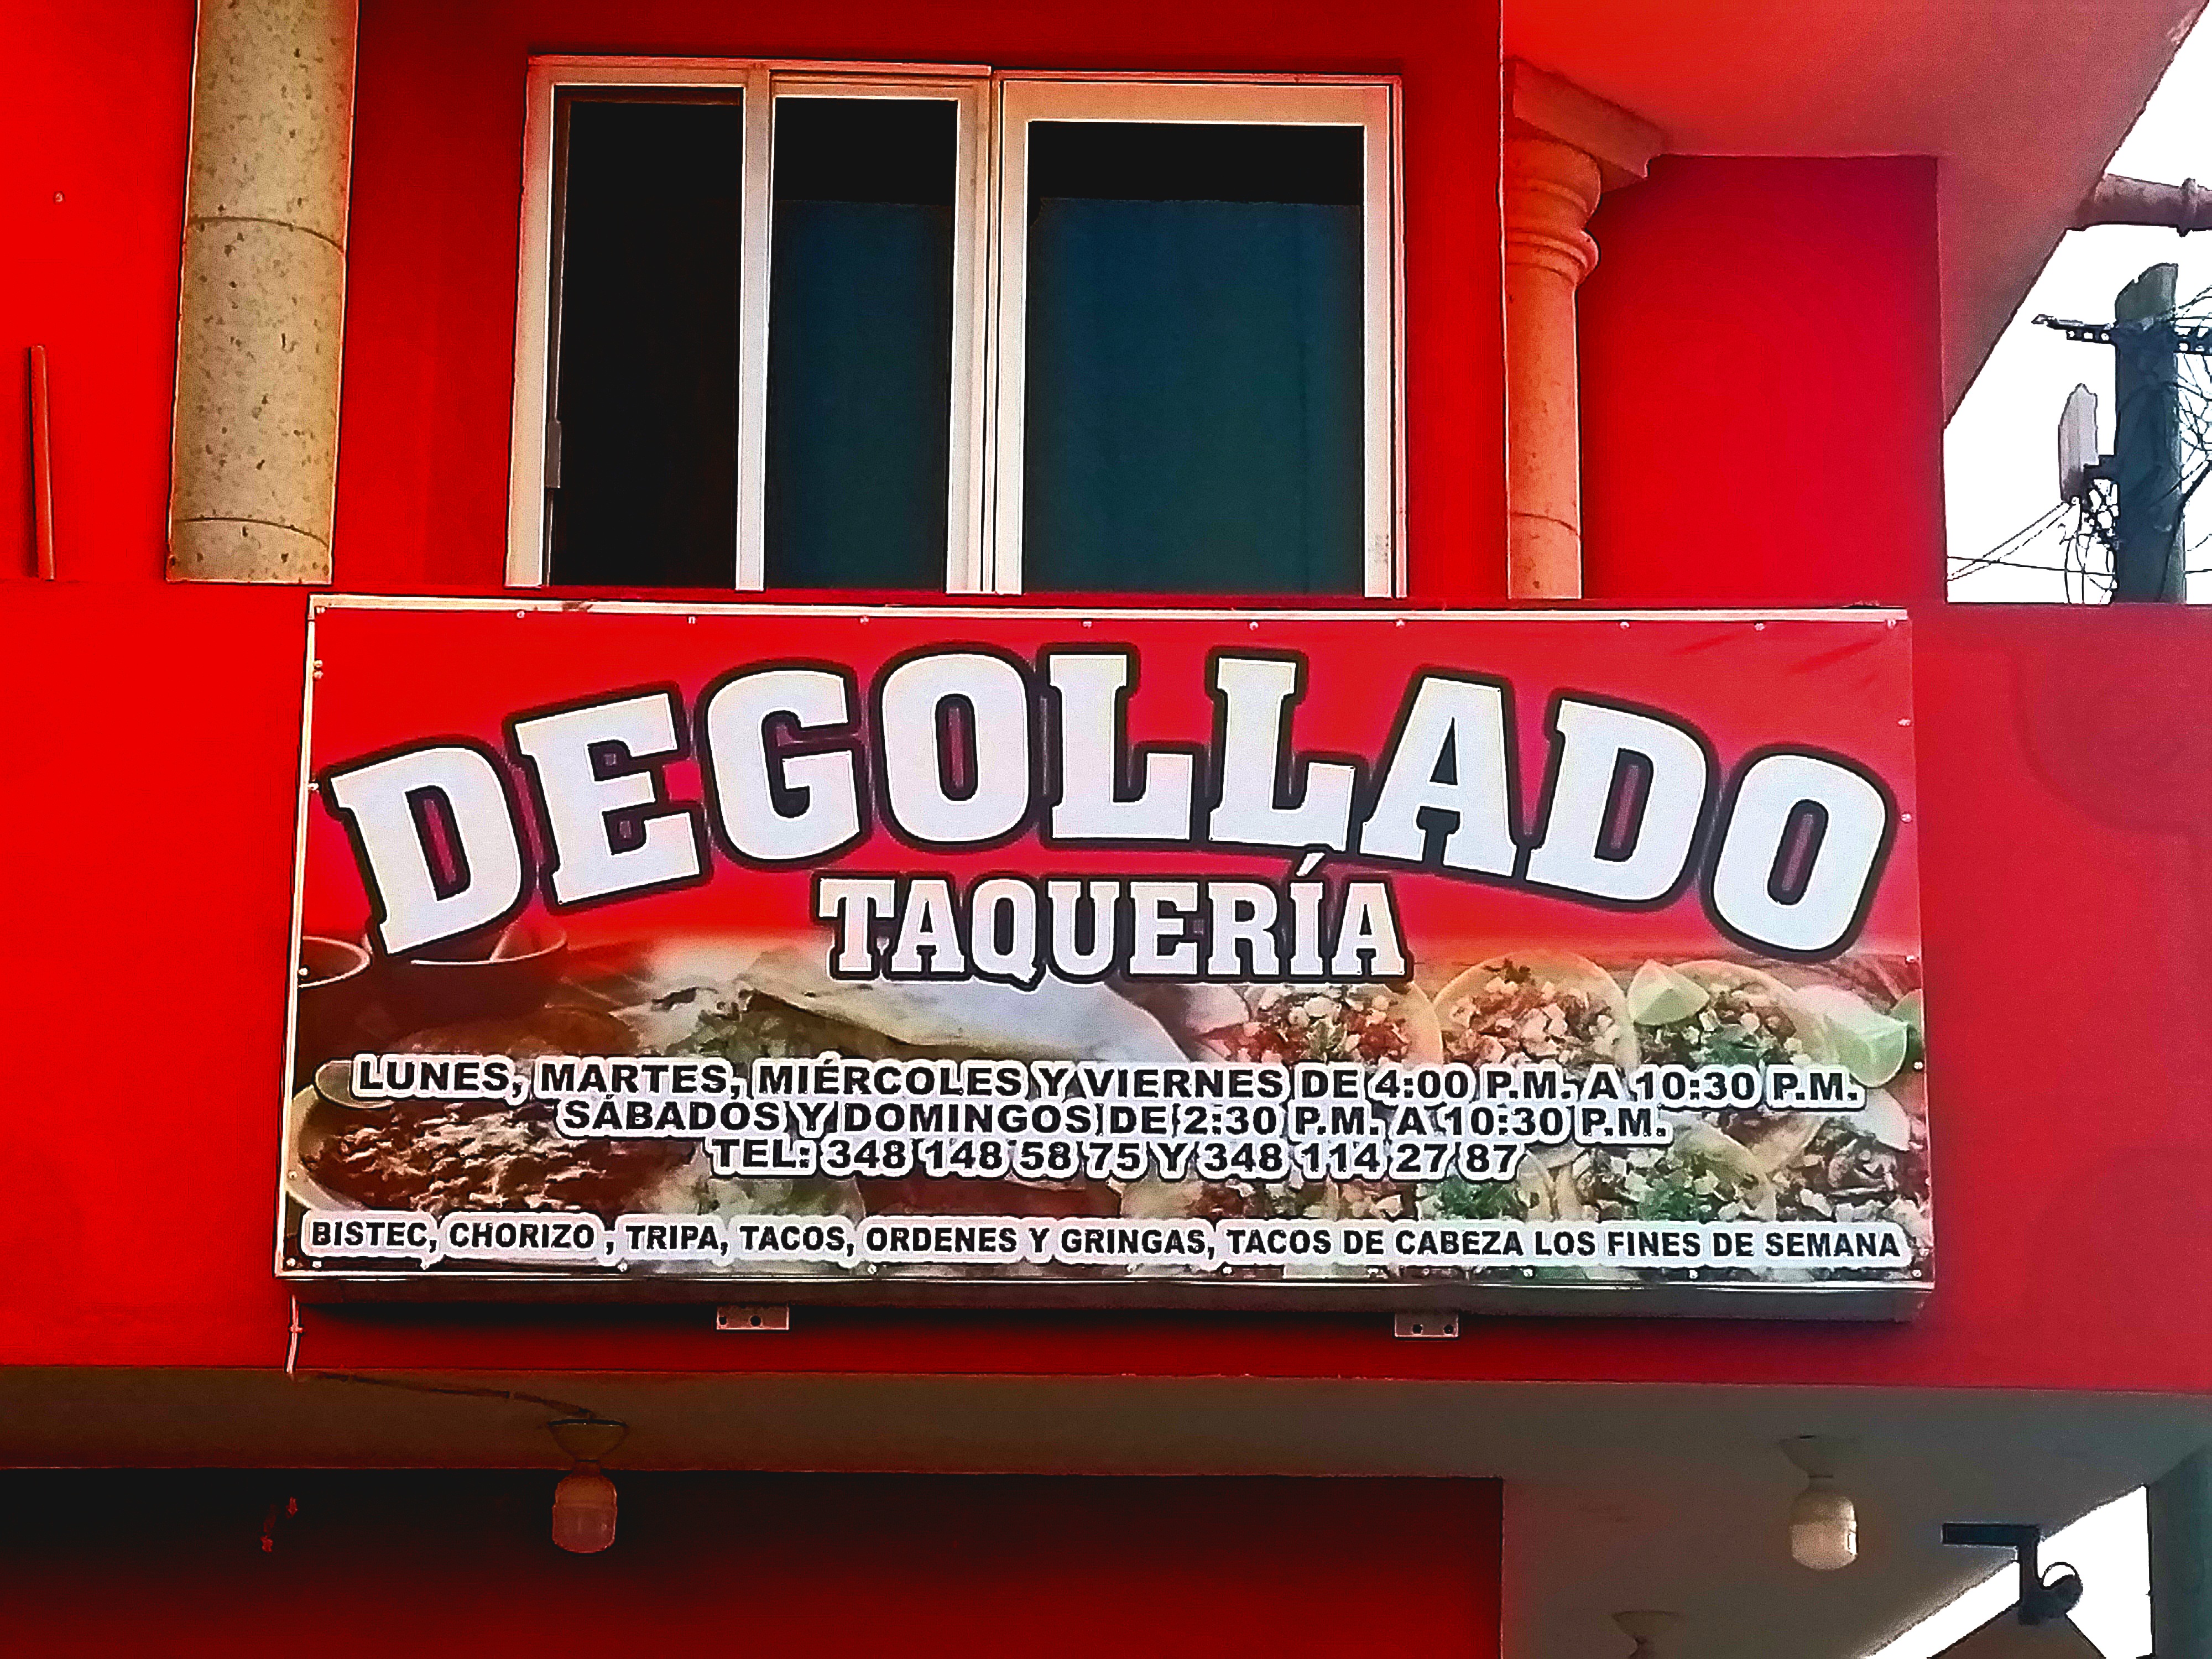 DEGOLLADO
TAQUERÍA
LUNES, MARTES, MIÉRCOLES Y VIERNES DE 4:00 P.M. A 10:30 P.M.
SÁBADOS Y DOMINGOS DE 2:30 P.M. A 10:30 P.M.
TEL: 348 148 58 75 Y 348 114 27 87
BISTEC, CHORIZO , TRIPA, TACOS, ORDENES Y GRINGAS, TACOS DE CABEZA LOS FINES DE SEMANA